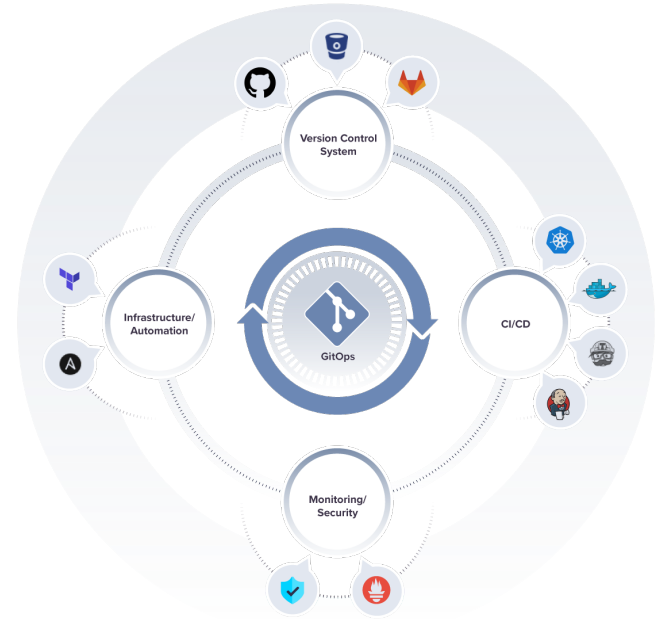 Version Control
System
Infrastructure/
Automation
CI/CD
GitOps
Monitoring/
Security